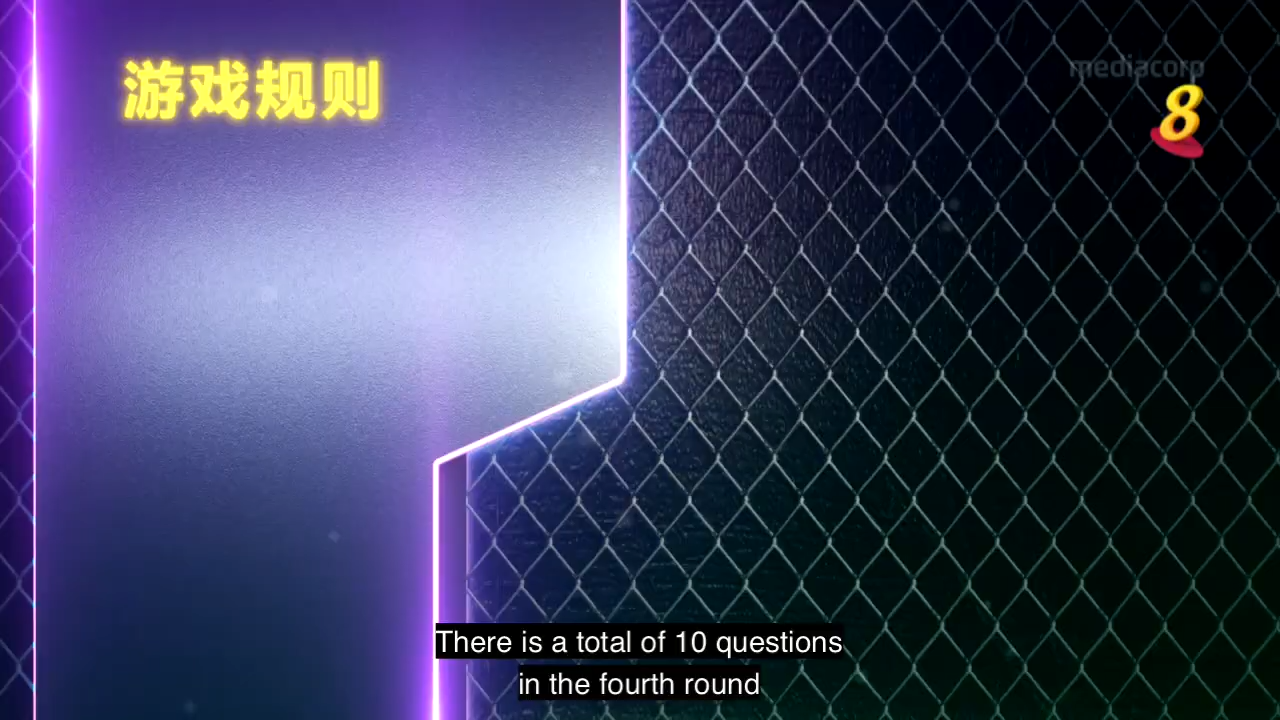 游戏规则
mediacorp
8
There is a total of 10 questions
in the fourth round